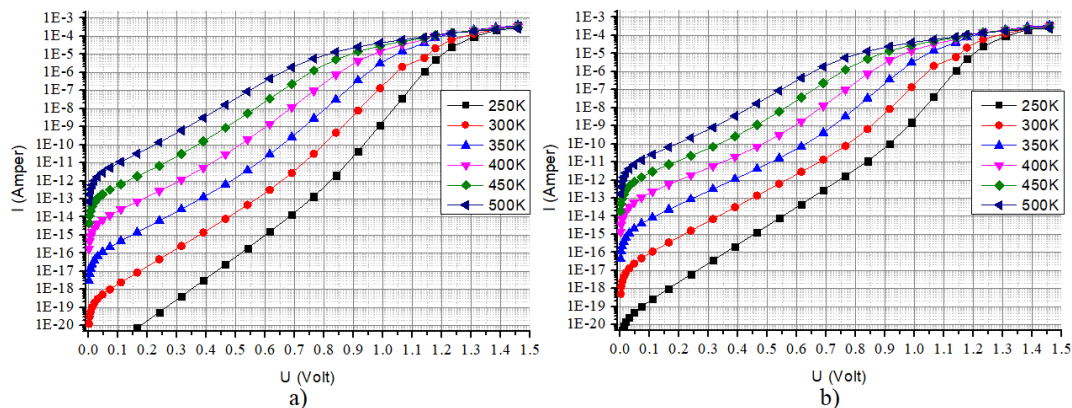 1E-3
1E-4
1E-5
1E-6
1E-7
1E-8
1E-9
1E-10
1E-11
1E-12
1E-13
1E-14
1E-15
1E-16
1E-17
1E-18
1E-19
1E-20
I (Amper)
250K
300K
350K
400K
450K
500K
0.0 0.1 0.2 0.3 0.4 0.5 0.6 0.7 0.8 0.9 1.0 1.1 1.2 1.3 1.4 1.5
U (Volt)
a)
1E-3
1E-4
1E-5
1E-6
1E-7
1E-8
1E-9
1E-10
1E-11
1E-12
1E-13
1E-14
1E-15
1E-16
1E-17
1E-18
1E-19
1E-20
I (Amper)
250K
300K
350K
400K
450K
500K
0.0 0.1 0.2 0.3 0.4 0.5 0.6 0.7 0.8 0.9 1.0 1.1 1.2 1.3 1.4 1.5
U (Volt)
b)